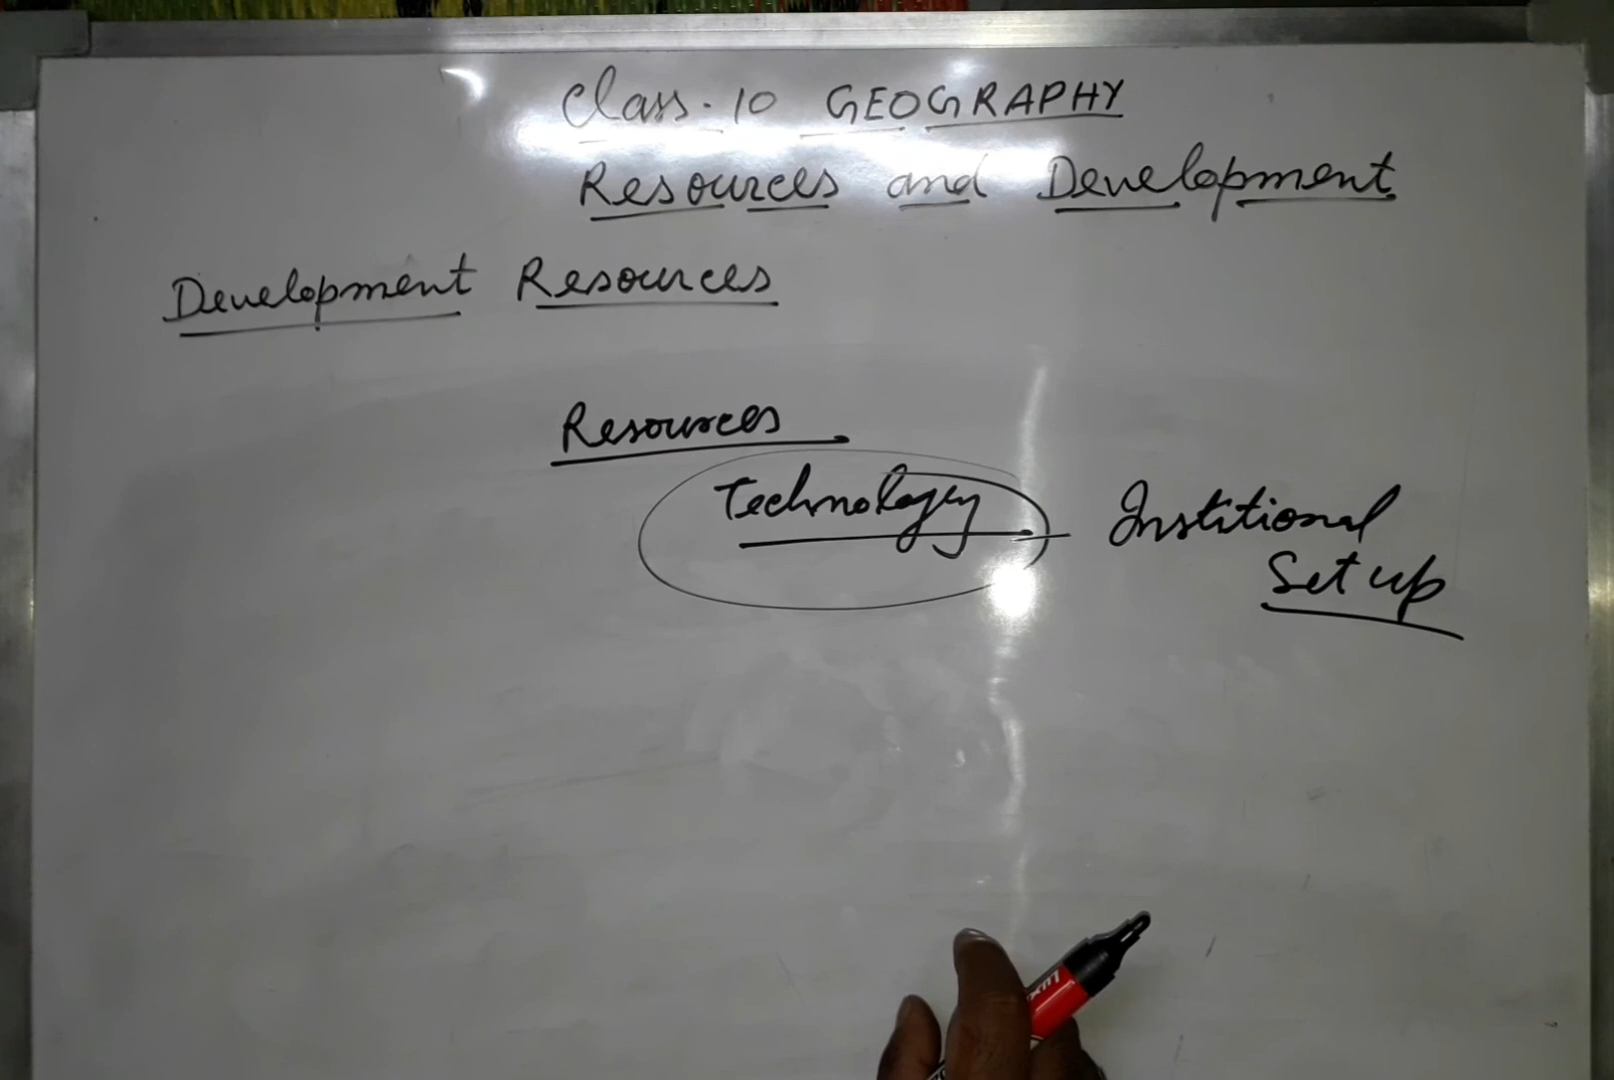 Class. 10 GEOGRAPHY
Resources and Development
Development Resources
Resources
Technology Institional
Set up